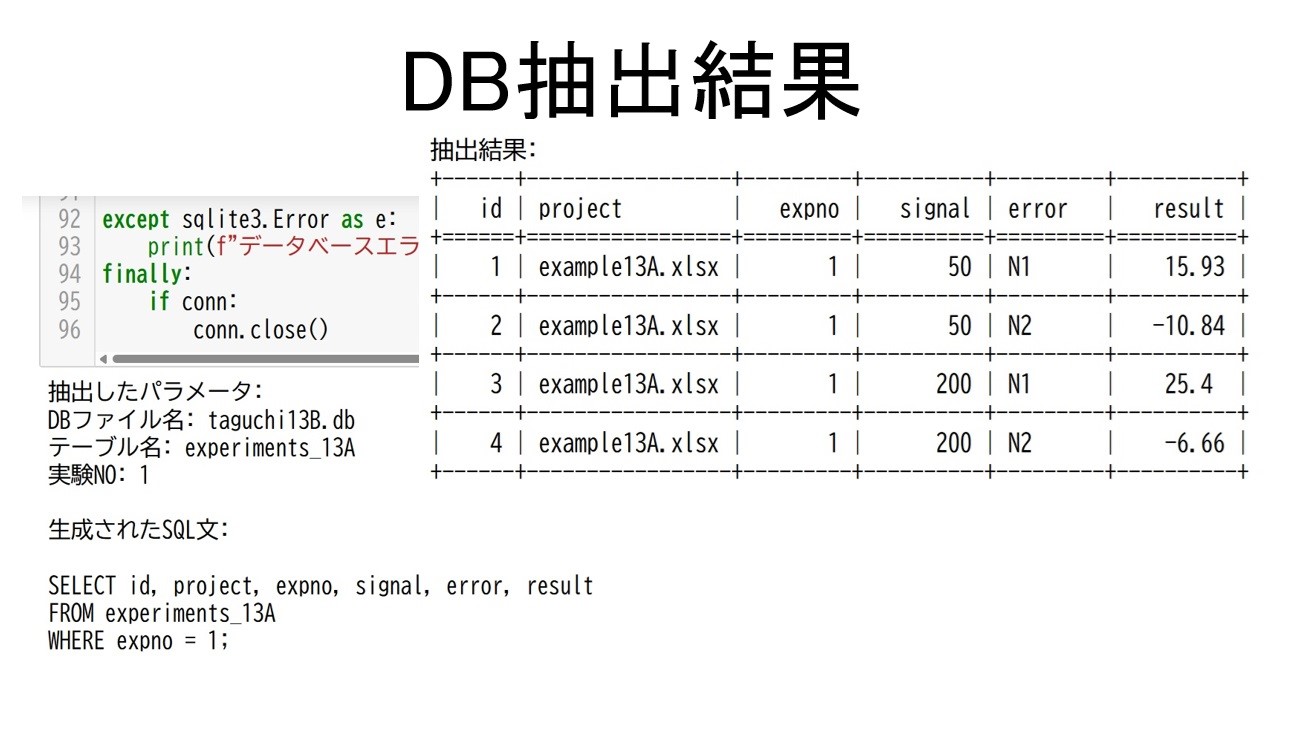 DB抽出結果
92 except sqlite3.Error as e:
93 print(f"データベースエラ
94 finally:
95 if conn:
96 conn.close()
抽出したパラメータ:
DBファイル名: taguchi13B.db
テーブル名: experiments_13A
実験NO: 1
生成されたSQL文:
SELECT id, project, expno, signal, error, result
FROM experiments_13A
WHERE expno = 1;
抽出結果:
+------+-----------------+---------+----------+---------+----------+
| id | project | expno | signal | error | result |
+======+=================+=========+==========+=========+==========+
| 1 | example13A.xlsx | 1 | 50 | N1 | 15.93 |
+------+-----------------+---------+----------+---------+----------+
| 2 | example13A.xlsx | 1 | 50 | N2 | -10.84 |
+------+-----------------+---------+----------+---------+----------+
| 3 | example13A.xlsx | 1 | 200 | N1 | 25.4 |
+------+-----------------+---------+----------+---------+----------+
| 4 | example13A.xlsx | 1 | 200 | N2 | -6.66 |
+------+-----------------+---------+----------+---------+----------+